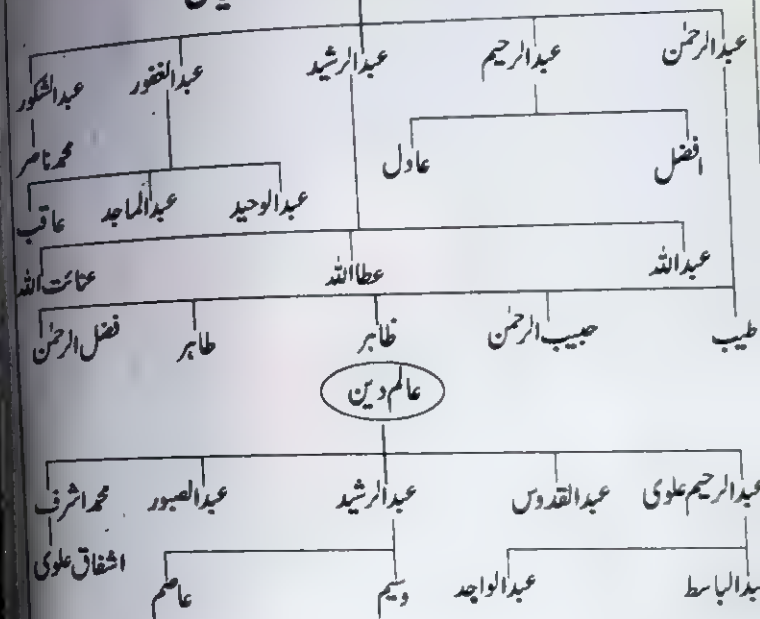 عبدالرحمٰن عبدالرحیم عبدالرشید عبدالغفور عبدالشکور
افضل عادل محمد ناصر
عبدالوحید عبدالماجد عاقب
عبداللہ عطااللہ عنائت اللہ
طیب حبیب الرحمٰن ظاہر طاہر فضل الرحمٰن
عالم دین
عبدالرحیم علوی عبدالقدوس عبدالرشید عبدالصبور محمد اشرف
اشفاق علوی
عبدالباسط عبدالواجد وسیم عاصم